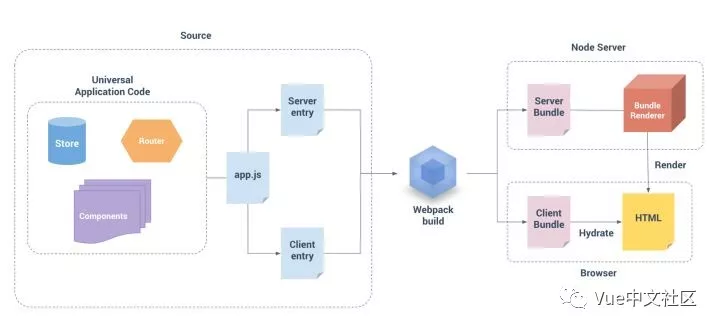 Source
Node Server
Universal
Application Code
Store
Router
Components
app.js
Server
entry
Client
entry
Webpack
build
Server
Bundle
Bundle
Renderer
Render
Client
Bundle
Hydrate
HTML
Browser
Vue中文社区